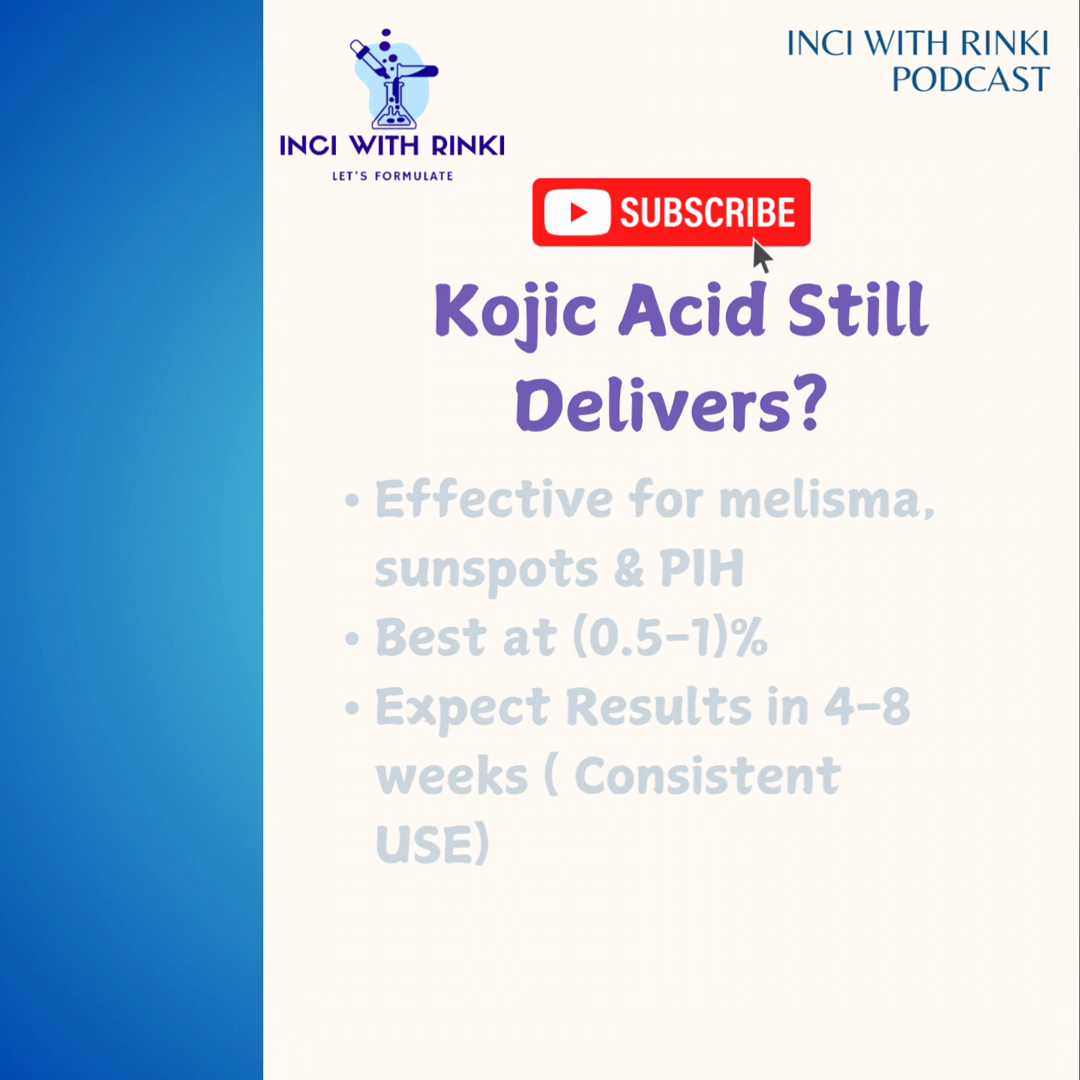 INCI WITH RINKI
LET'S FORMULATE
INCI WITH RINKI
PODCAST
SUBSCRIBE
Kojic Acid Still
Delivers?
• Effective for melisma,
sunspots & PIH
• Best at (0.5-1)%
• Expect Results in 4-8
weeks ( Consistent
USE)